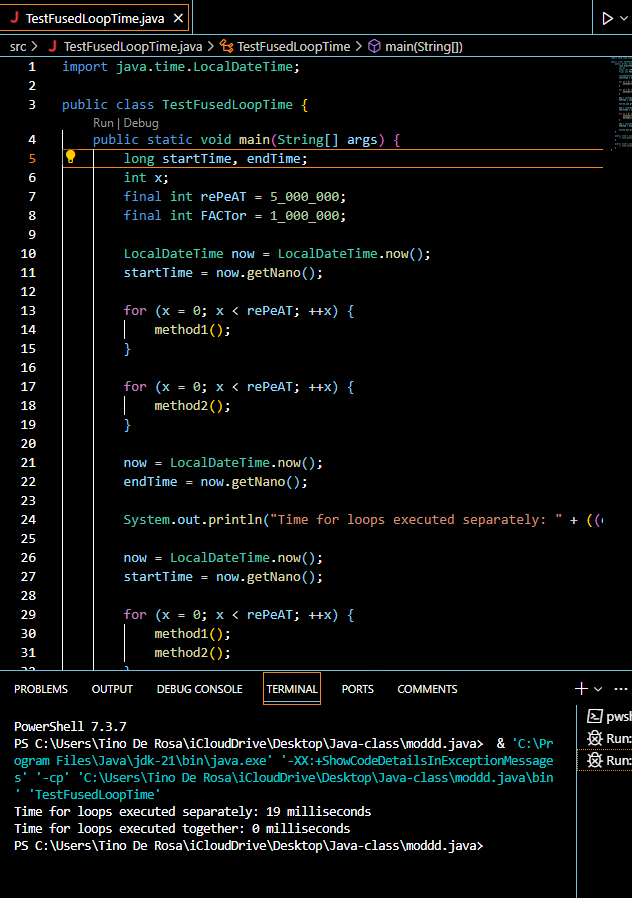 J TestFusedLoopTime.java ×
src > J TestFusedLoopTime.java > TestFusedLoopTime > main(String[])
1 import java.time.LocalDateTime;
2
3 public class TestFusedLoopTime {
Run | Debug
4 public static void main(String[] args) {
5 long startTime, endTime;
6 int x;
7 final int rePeAT = 5_000_000;
8 final int FACTor = 1_000_000;
9
10 LocalDateTime now = LocalDateTime.now();
11 startTime = now.getNano();
12
13 for (x = 0; x < rePeAT; ++x) {
14 method1();
15 }
16
17 for (x = 0; x < rePeAT; ++x) {
18 method2();
19 }
20
21 now = LocalDateTime.now();
22 endTime = now.getNano();
23
24 System.out.println("Time for loops executed separately: " + ((
25
26 now = LocalDateTime.now();
27 startTime = now.getNano();
28
29 for (x = 0; x < rePeAT; ++x) {
30 method1();
31 method2();
32 }
PROBLEMS OUTPUT DEBUG CONSOLE TERMINAL PORTS COMMENTS
PowerShell 7.3.7
PS C:\Users\Tino De Rosa\iCloudDrive\Desktop\Java-class\moddd.java> & 'C:\Pr
ogram Files\Java\jdk-21\bin\java.exe' '-XX:+ShowCodeDetailsInExceptionMessage
s' '-cp' 'C:\Users\Tino De Rosa\iCloudDrive\Desktop\Java-class\moddd.java\bin
' 'TestFusedLoopTime'
Time for loops executed separately: 19 milliseconds
Time for loops executed together: 0 milliseconds
PS C:\Users\Tino De Rosa\iCloudDrive\Desktop\Java-class\moddd.java>
pwsh
Run:
Run: